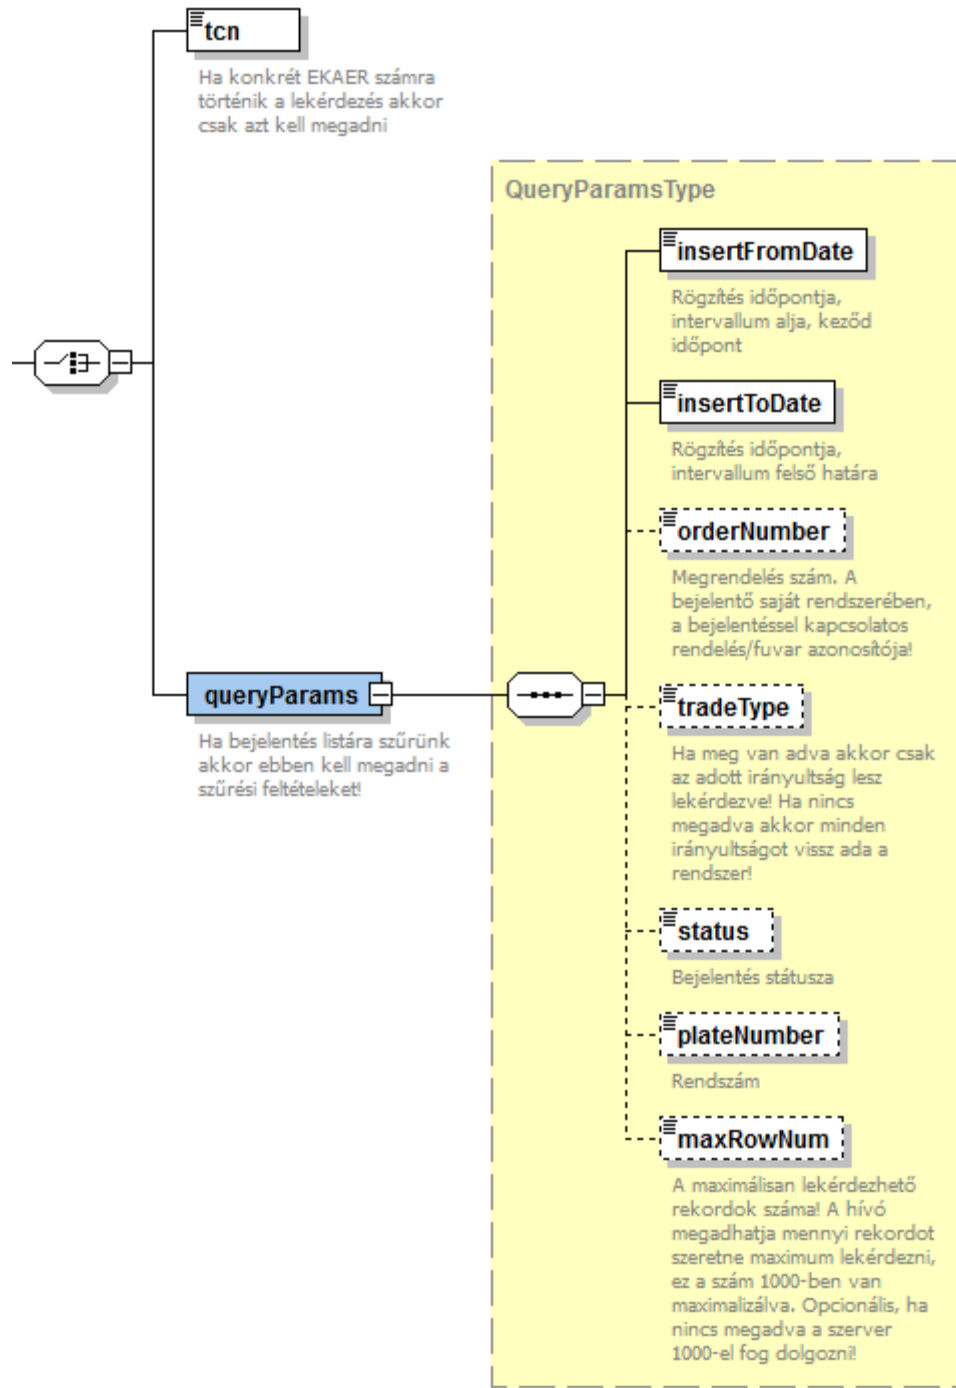 tcn
Ha konkrét EKAER számra
történik a lekérdezés akkor
csak azt kell megadni
QueryParamsType
insertFromDate
Rögzítés időpontja,
intervallum alja, keződ
időpont
insertToDate
Rögzítés időpontja,
intervallum felső határa
orderNumber
Megrendelés szám. A
bejelentő saját rendszerében,
a bejelentéssel kapcsolatos
rendelés/fuvar azonosítója!
queryParams
Ha bejelentés listára szűrünk
akkor ebben kell megadni a
szűrési feltételeket!
tradeType
Ha meg van adva akkor csak
az adott irányultság lesz
lekérdezve! Ha nincs
megadva akkor minden
irányultságot vissz ada a
rendszer!
status
Bejelentés státusza
plateNumber
Rendszám
maxRowNum
A maximálisan lekérdezhető
rekordok száma! A hívó
megadhatja mennyi rekordot
szeretne maximum lekérdezni,
ez a szám 1000-ben van
maximalizálva. Opcionális, ha
nincs megadva a szerver
1000-el fog dolgozni!